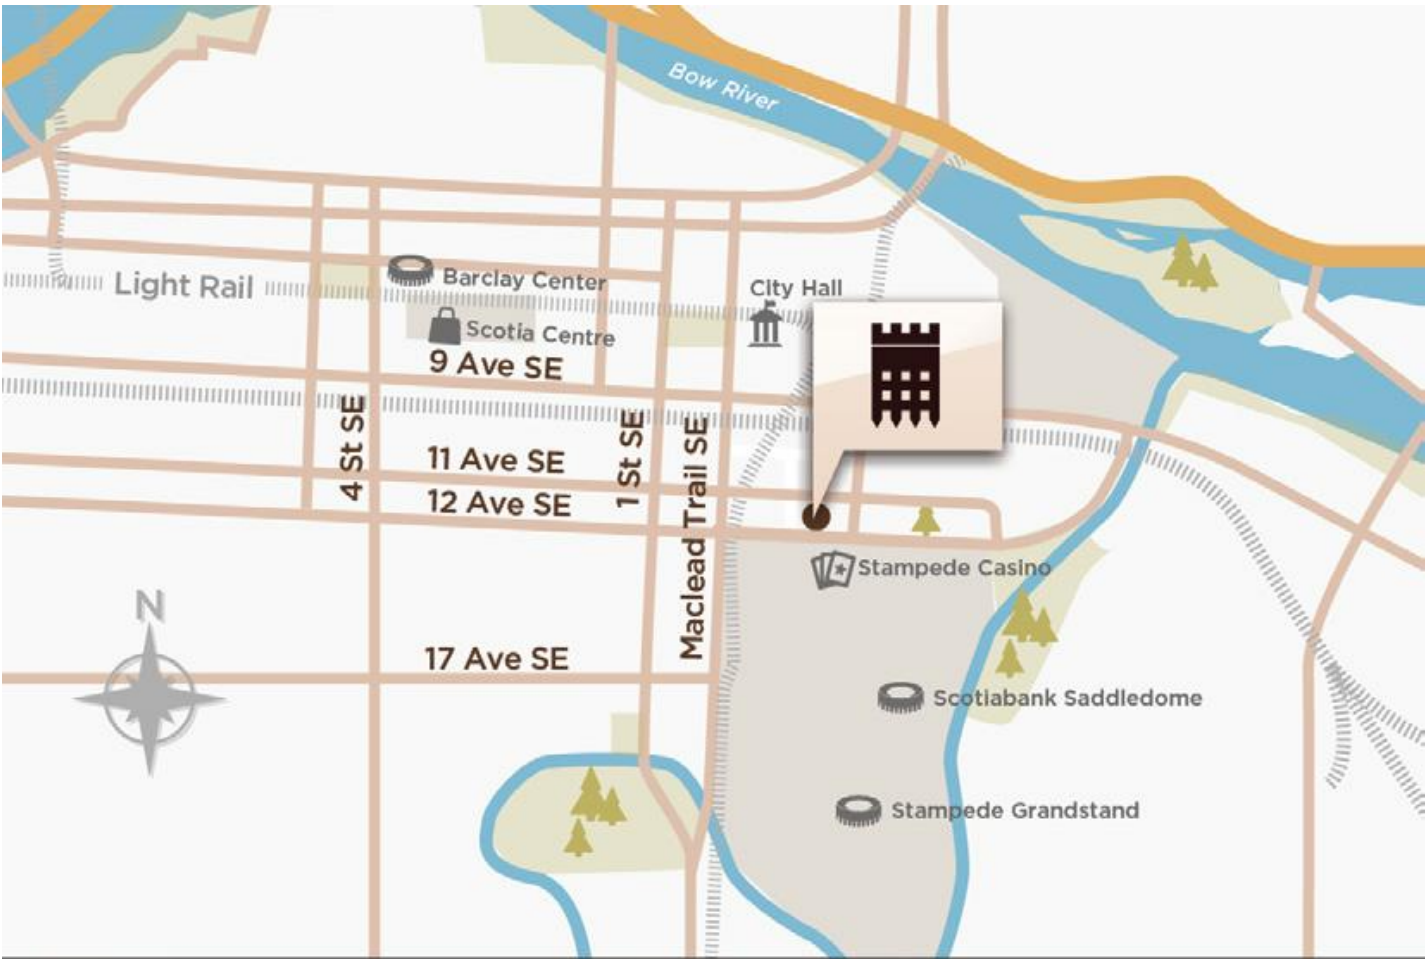 Bow River
Barclay Center
Light Rail
City Hall
Scotia Centre
9 Ave SE
4 St SE
1 St SE
Maclead Trail SE
11 Ave SE
12 Ave SE
Stampede Casino
N
17 Ave SE
Scotiabank Saddledome
Stampede Grandstand